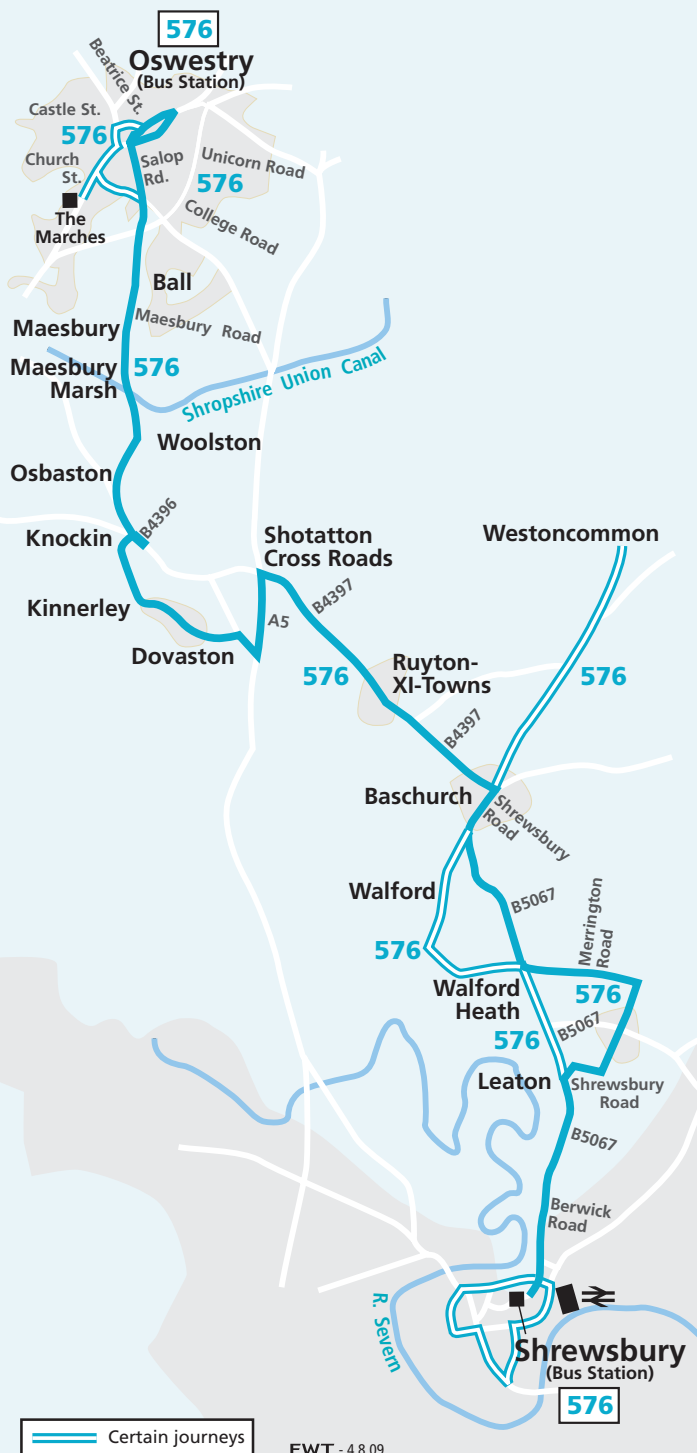 576
Oswestry
(Bus Station)
Beatrice St.
Castle St.
576
Church
St.
Salop
Rd.
Unicorn Road
576
The
Marches
College Road
Ball
Maesbury Road
Maesbury
Maesbury
Marsh
576
Shropshire Union Canal
Woolston
Osbaston
B4396
Knockin
Shotatton
Cross Roads
Westoncommon
Kinnerley
B4397
A5
Dovaston
576
Ruyton-
XI-Towns
576
B4397
Baschurch
Shrewsbury
Road
Walford
B5067
Merrington
Road
576
Walford
Heath
576
576
B5067
Leaton
Shrewsbury
Road
B5067
Berwick
Road
R. Severn
Shrewsbury
(Bus Station)
576
Certain journeys
FWT - 4.8.09